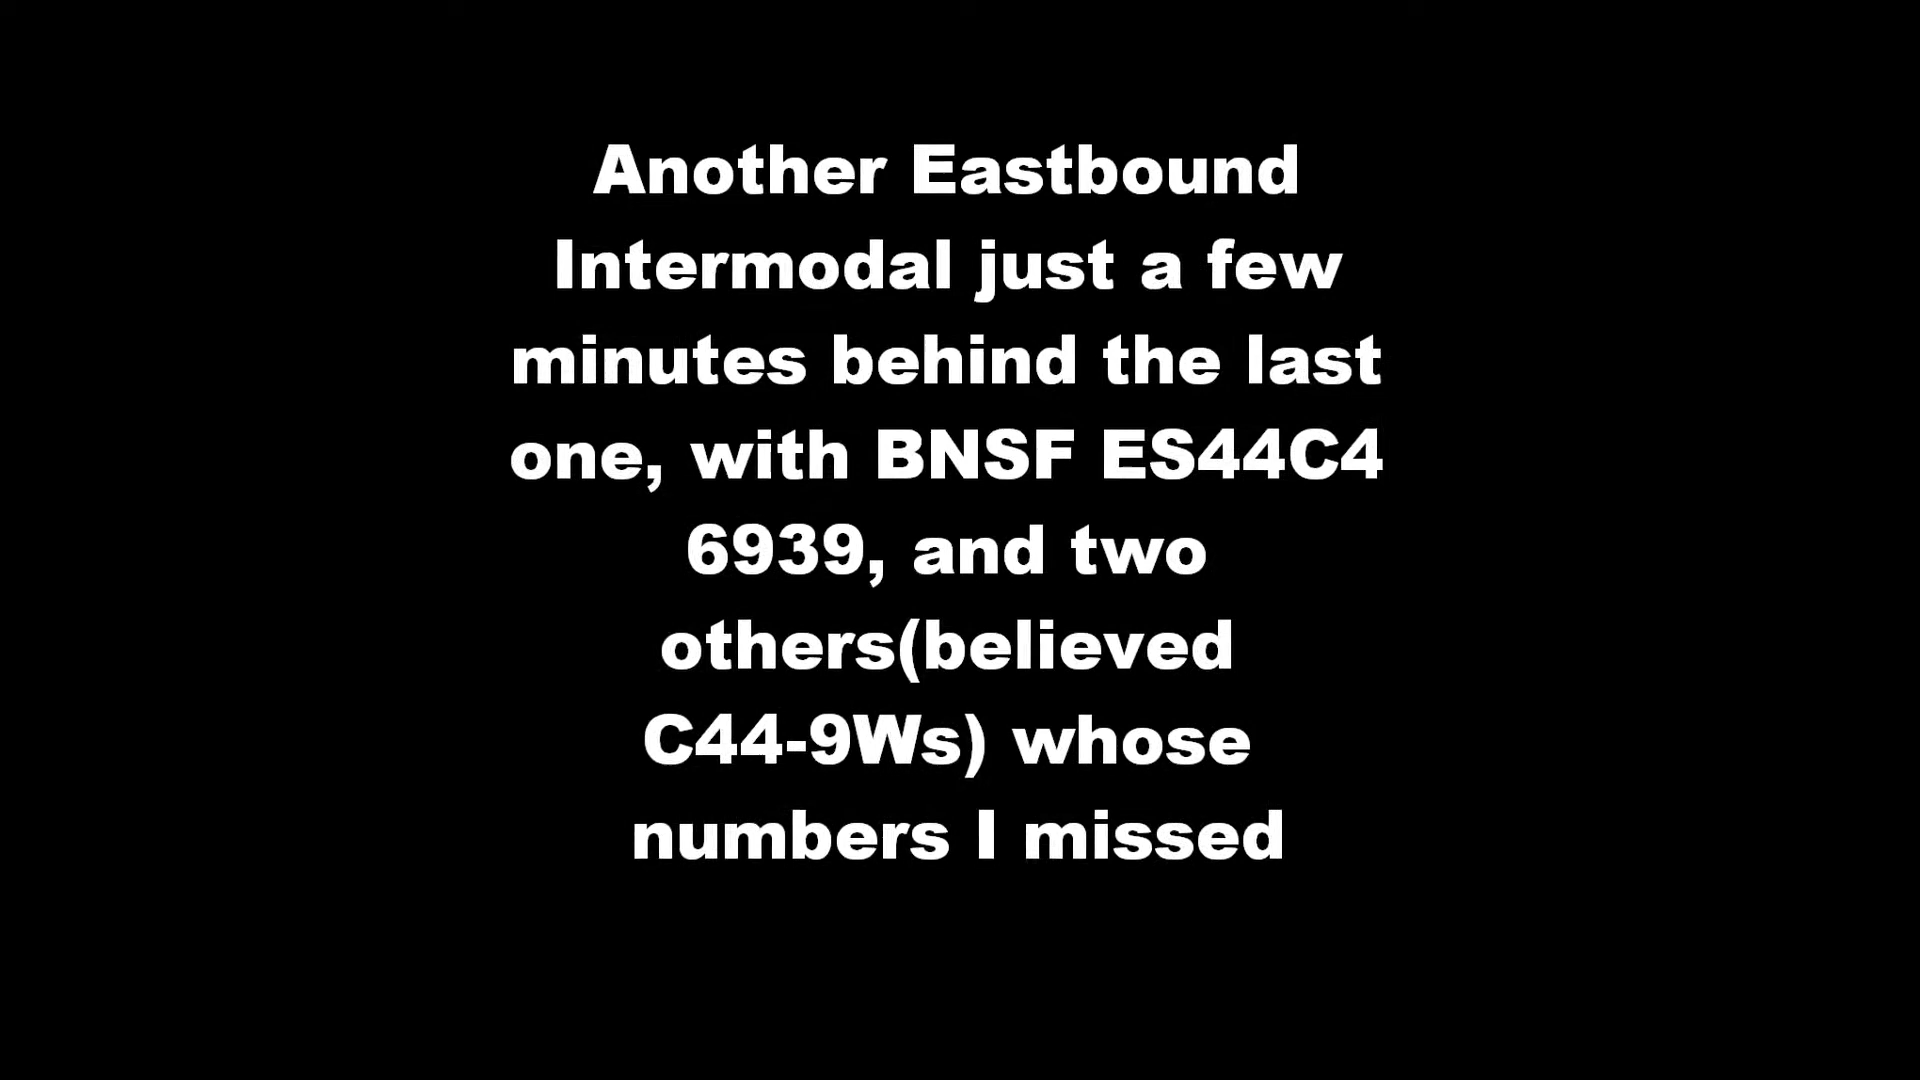 Another Eastbound
Intermodal just a few
minutes behind the last
one, with BNSF ES44C4
6939, and two
others(believed
C44-9Ws) whose
numbers I missed